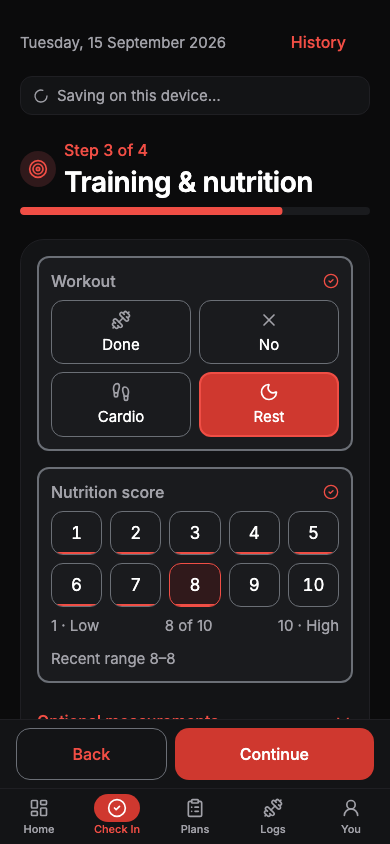 Tuesday, 15 September 2026
History
Saving on this device...
Step 3 of 4
Training & nutrition
Workout
Done
No
Cardio
Rest
Nutrition score
1 2 3 4 5
6 7 8 9 10
1 · Low 8 of 10 10 · High
Recent range 8–8
Optional measurements
Back Continue
Home Check In Plans Logs You